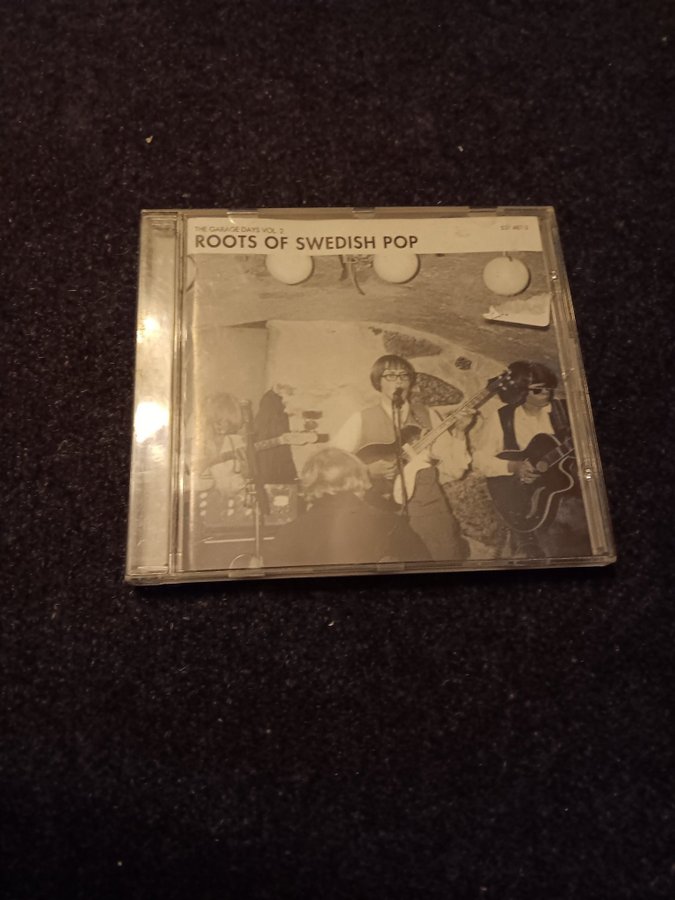 THE GARAGE DAYS VOL. 2
ROOTS OF SWEDISH POP